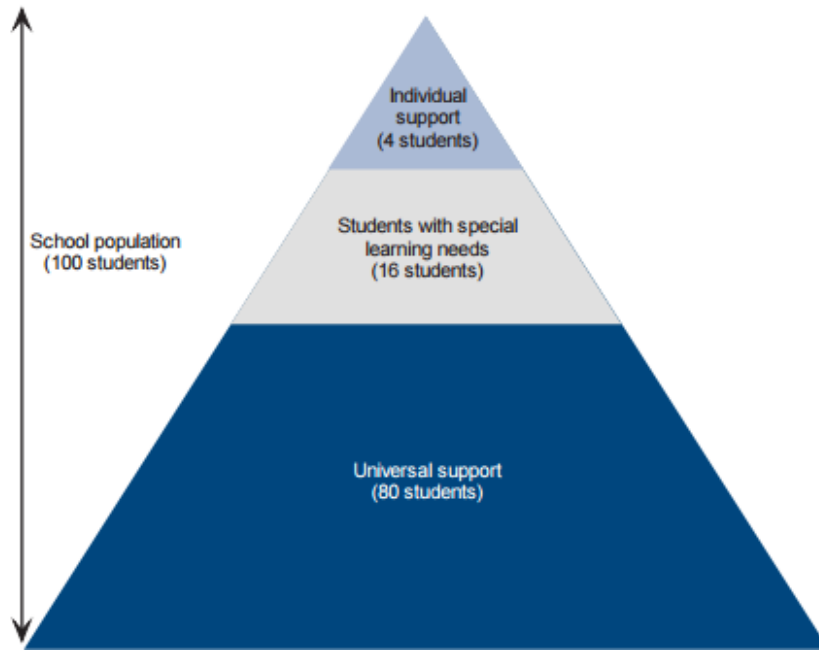 Individual
support
(4 students)
Students with special
learning needs
(16 students)
School population
(100 students)
Universal support
(80 students)